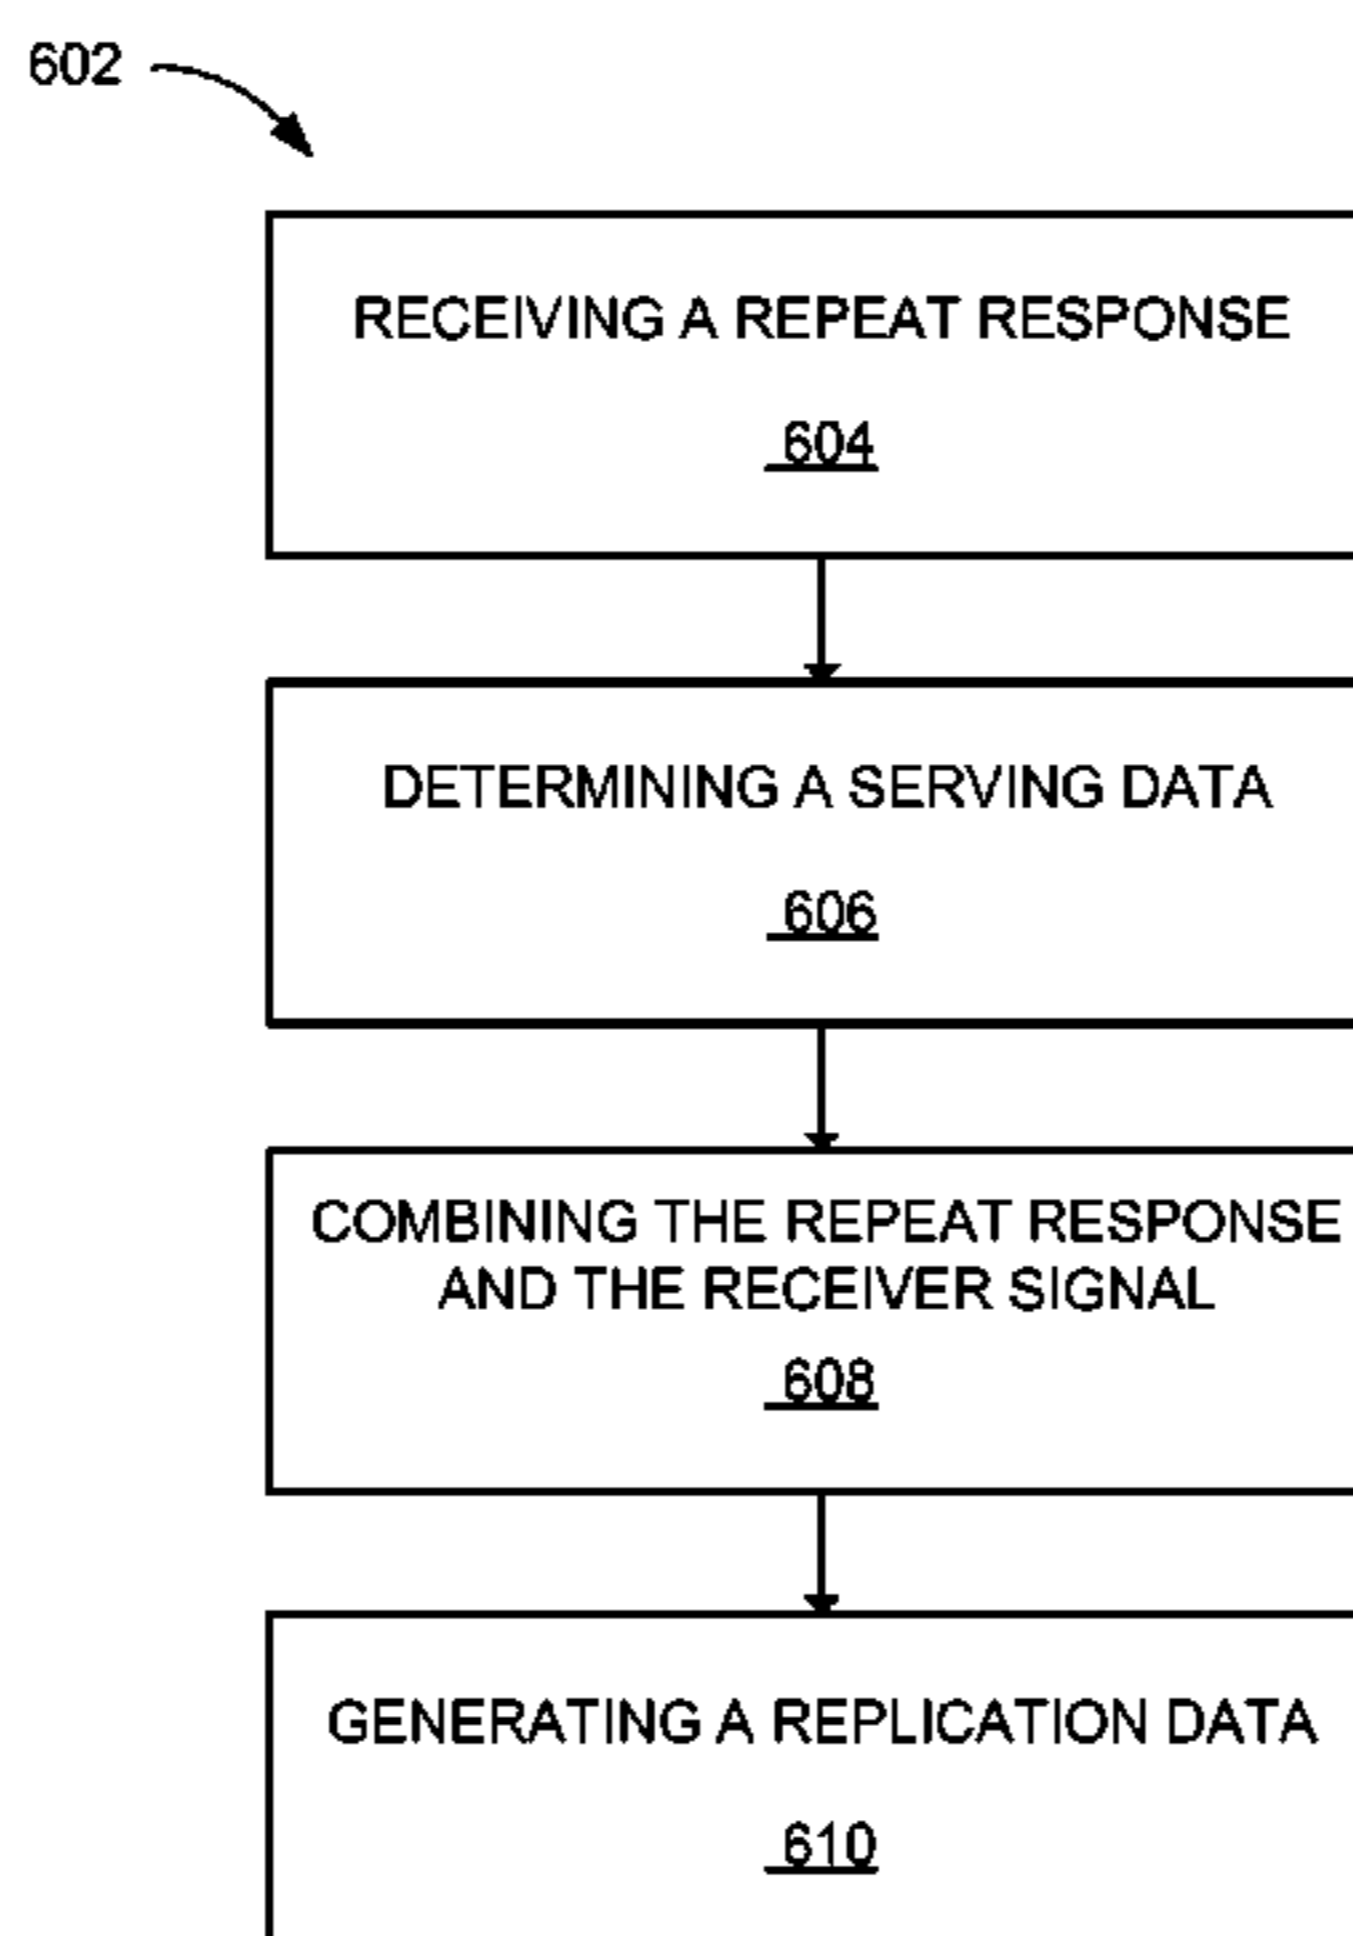 602
RECEIVING A REPEAT RESPONSE
604
DETERMINING A SERVING DATA
606
COMBINING THE REPEAT RESPONSE
AND THE RECEIVER SIGNAL
608
GENERATING A REPLICATION DATA
610